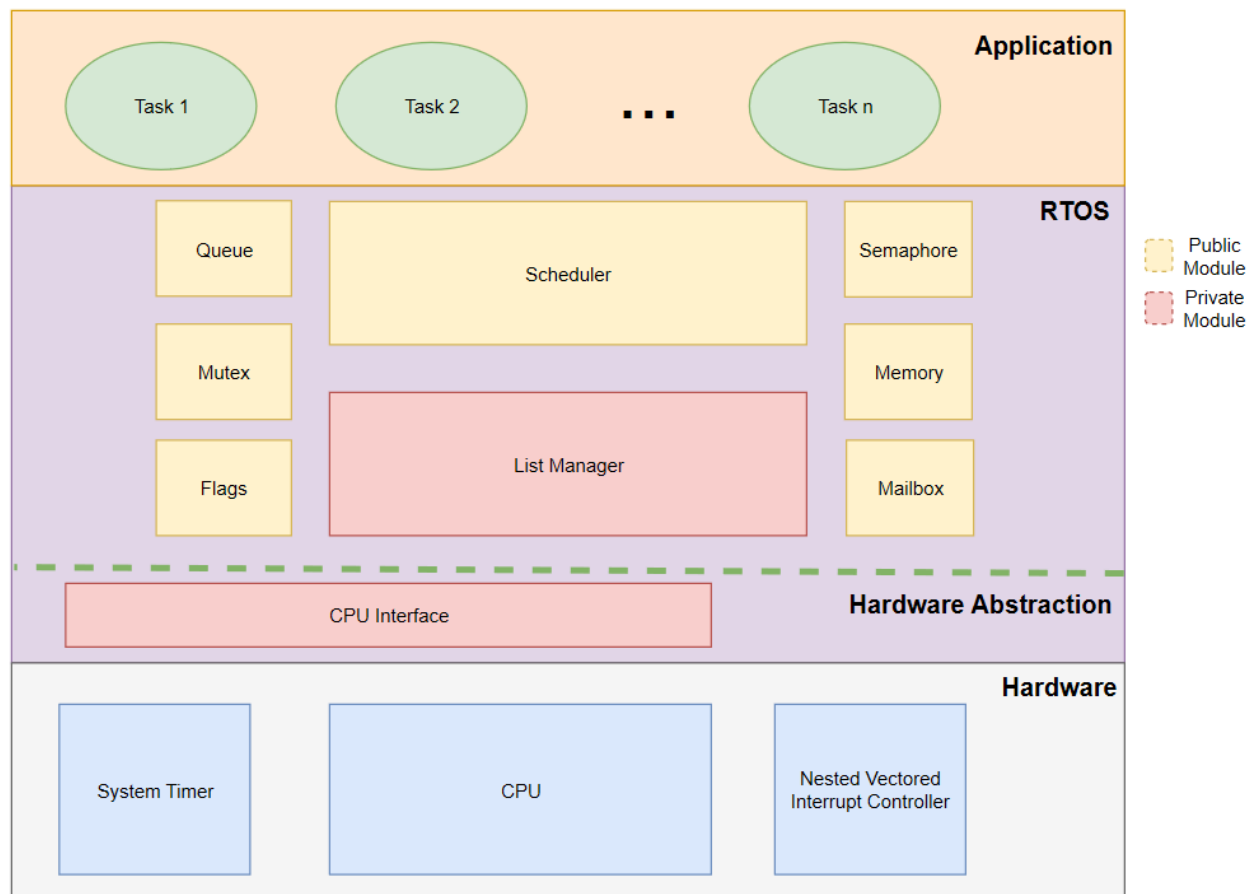 Application
Task 1
Task 2
...
Task n
RTOS
Queue
Scheduler
Semaphore
Public
Module
Private
Module
Mutex
Memory
List Manager
Flags
Mailbox
CPU Interface
Hardware Abstraction
Hardware
System Timer
CPU
Nested Vectored
Interrupt Controller